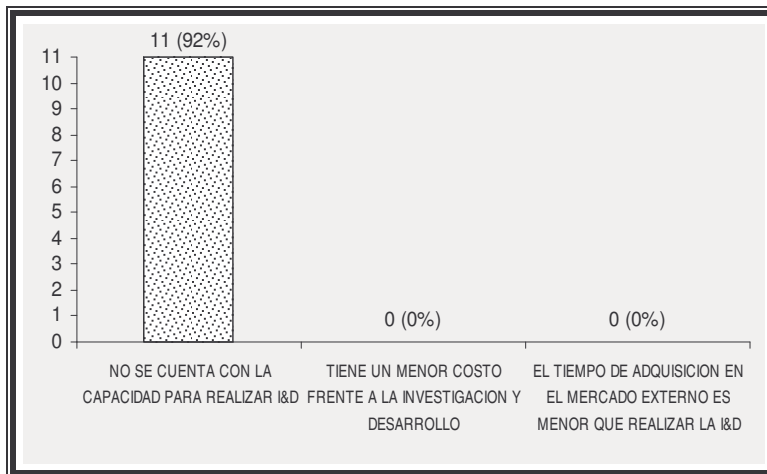 11 (92%)
11
10
9
8
7
6
5
4
3
2
1
0
0 (0%)
0 (0%)
NO SE CUENTA CON LA
CAPACIDAD PARA REALIZAR I&D
TIENE UN MENOR COSTO
FRENTE A LA INVESTIGACION Y
DESARROLLO
EL TIEMPO DE ADQUISICION EN
EL MERCADO EXTERNO ES
MENOR QUE REALIZAR LA I&D